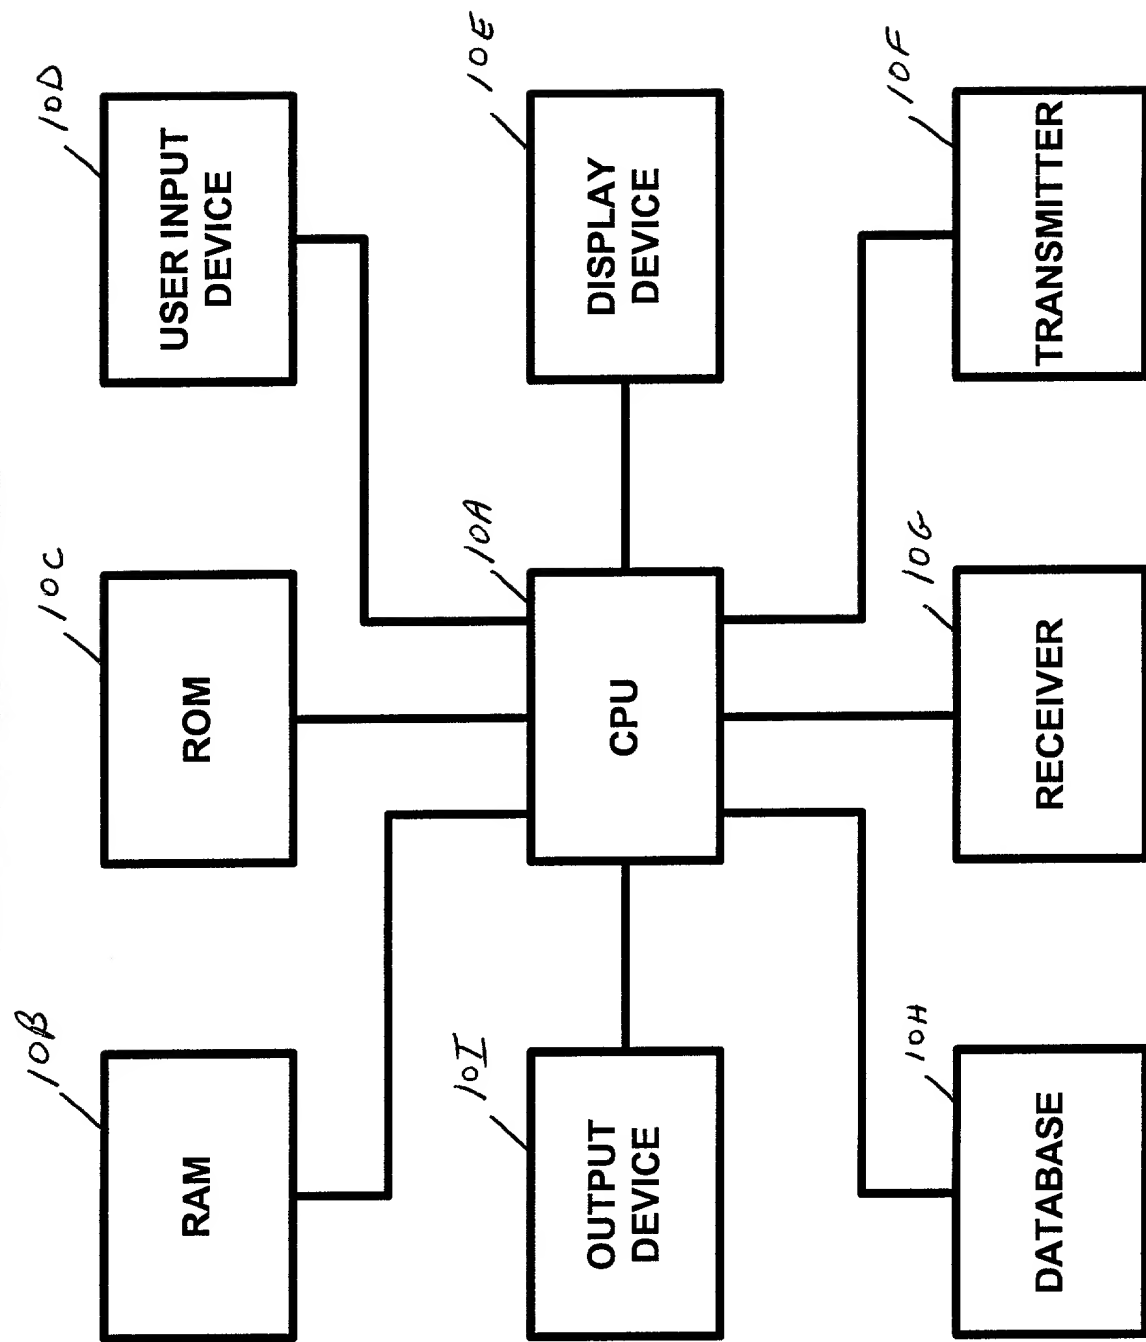 10B
RAM
10C
ROM
10D
USER INPUT
DEVICE
10I
OUTPUT
DEVICE
10A
CPU
10E
DISPLAY
DEVICE
10H
DATABASE
10G
RECEIVER
10F
TRANSMITTER